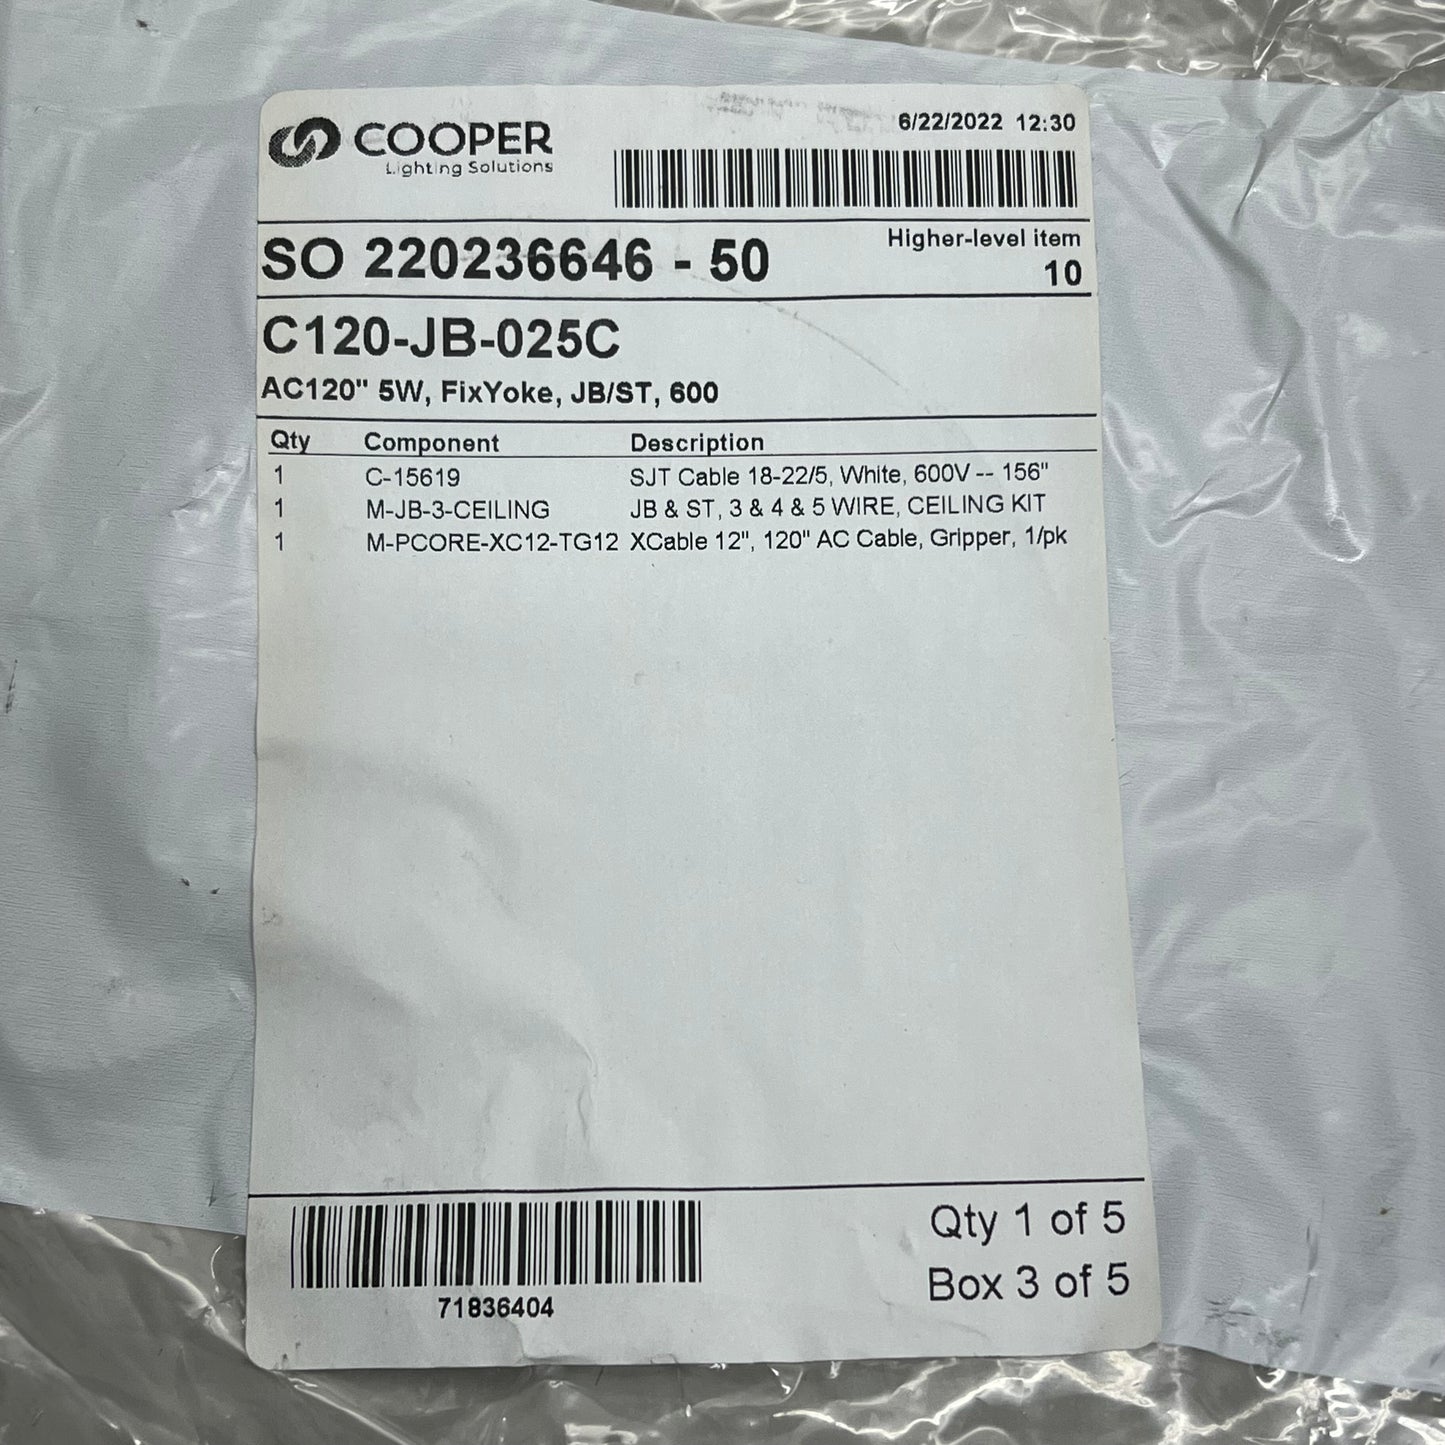 COOPER
Lighting Solutions
6/22/2022 12:30
SO 220236646 - 50
Higher-level item
10
C120-JB-025C
AC120" 5W, FixYoke, JB/ST, 600
Qty Component Description
1 C-15619 SJT Cable 18-22/5, White, 600V -- 156"
1 M-JB-3-CEILING JB & ST, 3 & 4 & 5 WIRE, CEILING KIT
1 M-PCORE-XC12-TG12 XCable 12", 120" AC Cable, Gripper, 1/pk
71836404
Qty 1 of 5
Box 3 of 5